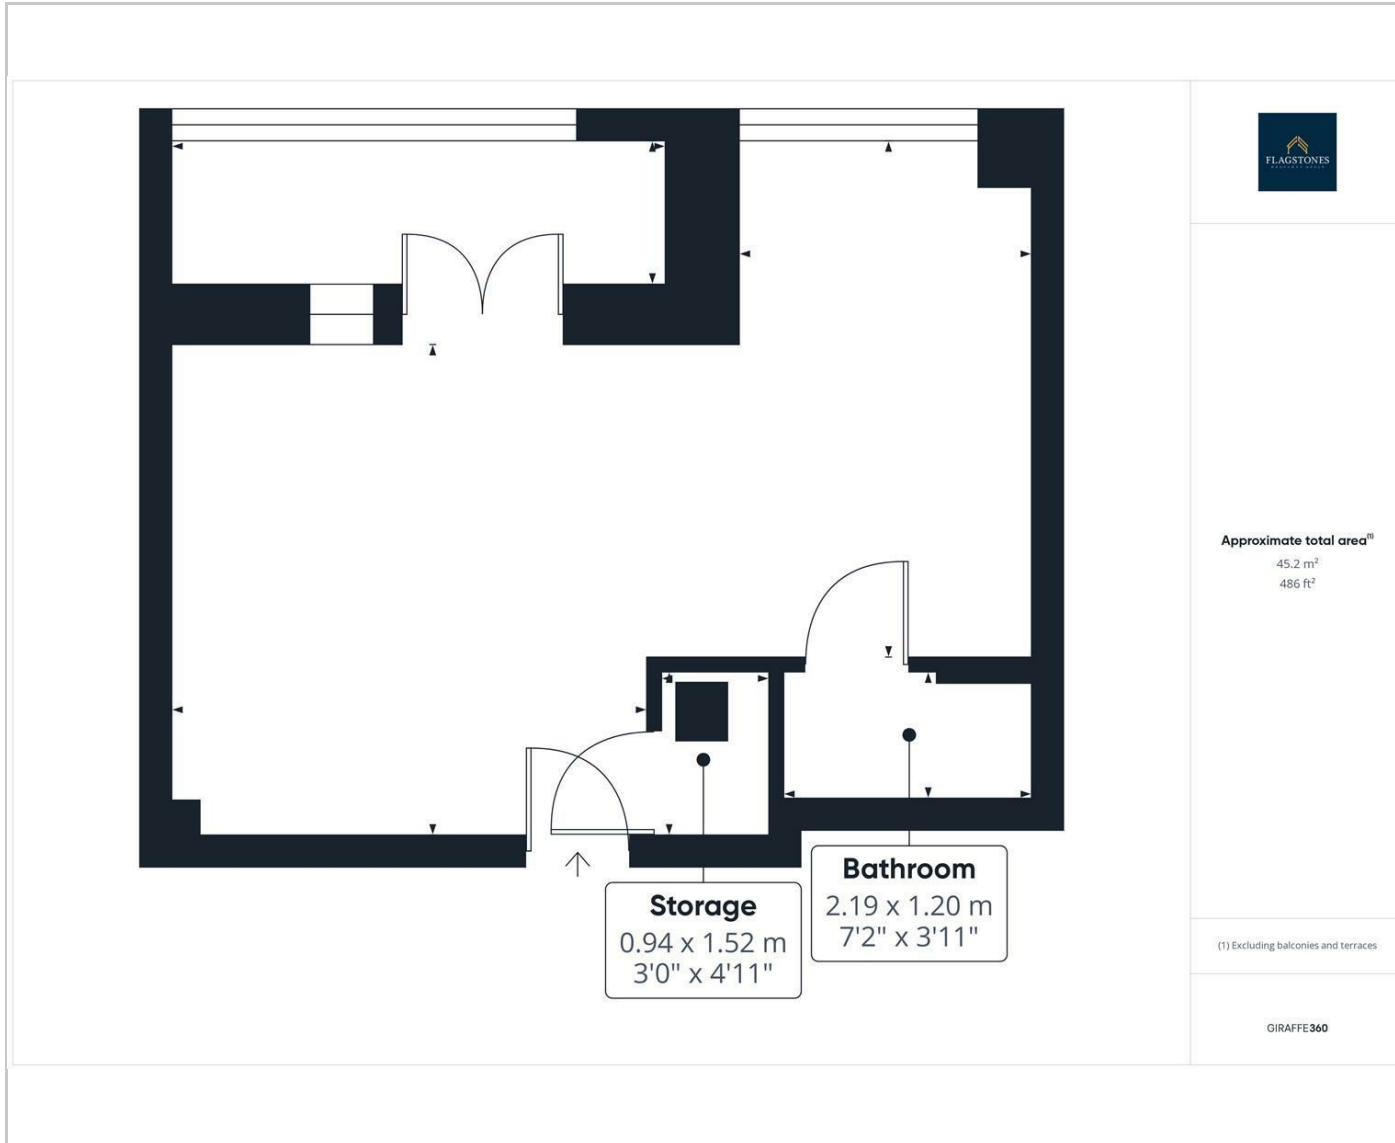 FLAGSTONES
Approximate total area(1)
45.2 m²
486 ft²
Storage
0.94 x 1.52 m
3'0" x 4'11"
Bathroom
2.19 x 1.20 m
7'2" x 3'11"
(1) Excluding balconies and terraces
GIRAFFE360